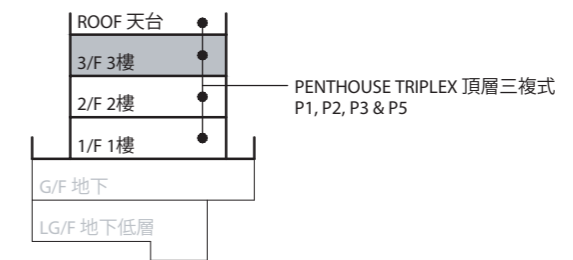 ROOF 天台
3/F 3樓
PENTHOUSE TRIPLEX 頂層三複式
P1, P2, P3 & P5
2/F 2樓
1/F 1樓
G/F 地下
LG/F 地下低層